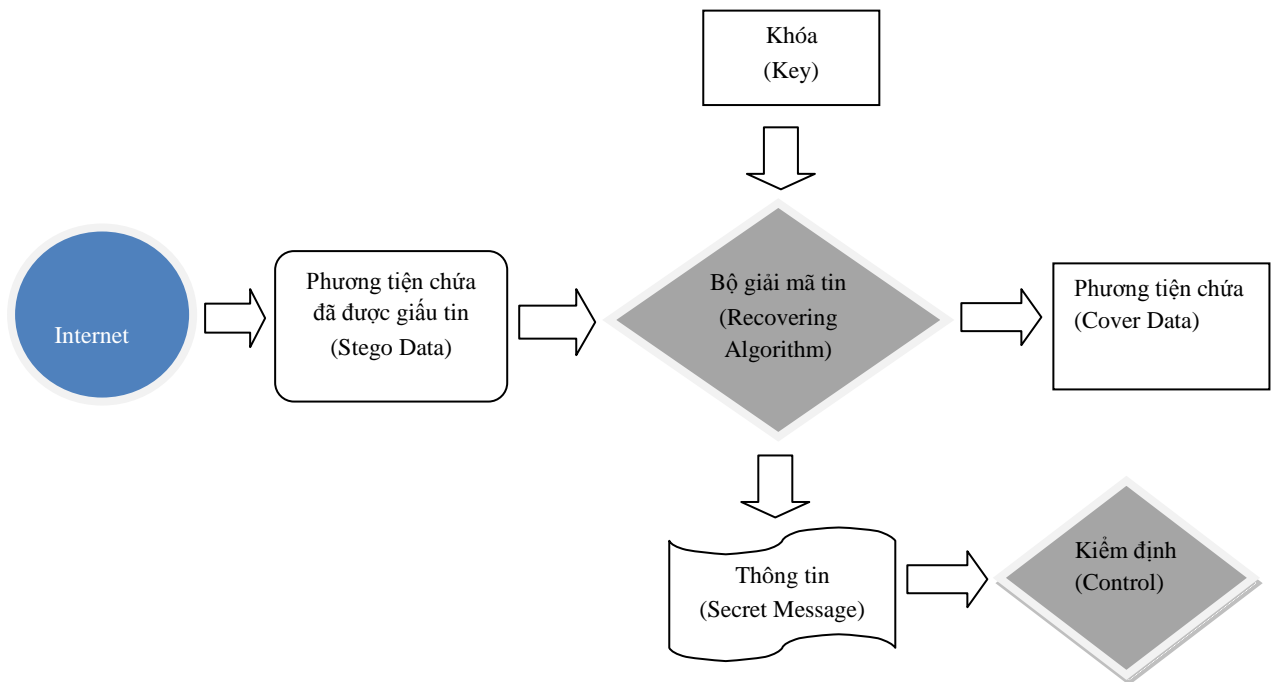 Khóa
(Key)
Internet
Phương tiện chứa
đã được giấu tin
(Stego Data)
Bộ giải mã tin
(Recovering
Algorithm)
Phương tiện chứa
(Cover Data)
Thông tin
(Secret Message)
Kiểm định
(Control)